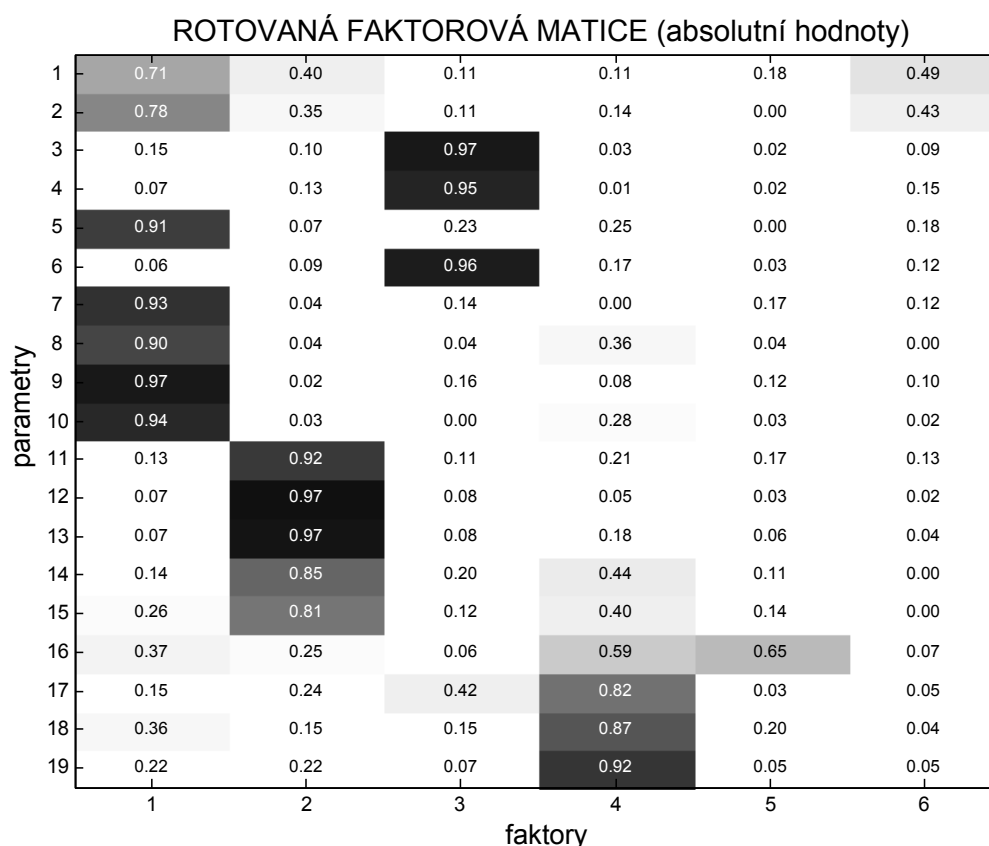 ROTOVANÁ FAKTOROVÁ MATICE (absolutní hodnoty)
1 0.71 0.40 0.11 0.11 0.18 0.49
2 0.78 0.35 0.11 0.14 0.00 0.43
3 0.15 0.10 0.97 0.03 0.02 0.09
4 0.07 0.13 0.95 0.01 0.02 0.15
5 0.91 0.07 0.23 0.25 0.00 0.18
6 0.06 0.09 0.96 0.17 0.03 0.12
7 0.93 0.04 0.14 0.00 0.17 0.12
8 0.90 0.04 0.04 0.36 0.04 0.00
9 0.97 0.02 0.16 0.08 0.12 0.10
10 0.94 0.03 0.00 0.28 0.03 0.02
11 0.13 0.92 0.11 0.21 0.17 0.13
12 0.07 0.97 0.08 0.05 0.03 0.02
13 0.07 0.97 0.08 0.18 0.06 0.04
14 0.14 0.85 0.20 0.44 0.11 0.00
15 0.26 0.81 0.12 0.40 0.14 0.00
16 0.37 0.25 0.06 0.59 0.65 0.07
17 0.15 0.24 0.42 0.82 0.03 0.05
18 0.36 0.15 0.15 0.87 0.20 0.04
19 0.22 0.22 0.07 0.92 0.05 0.05
1 2 3 4 5 6
faktory
parametry